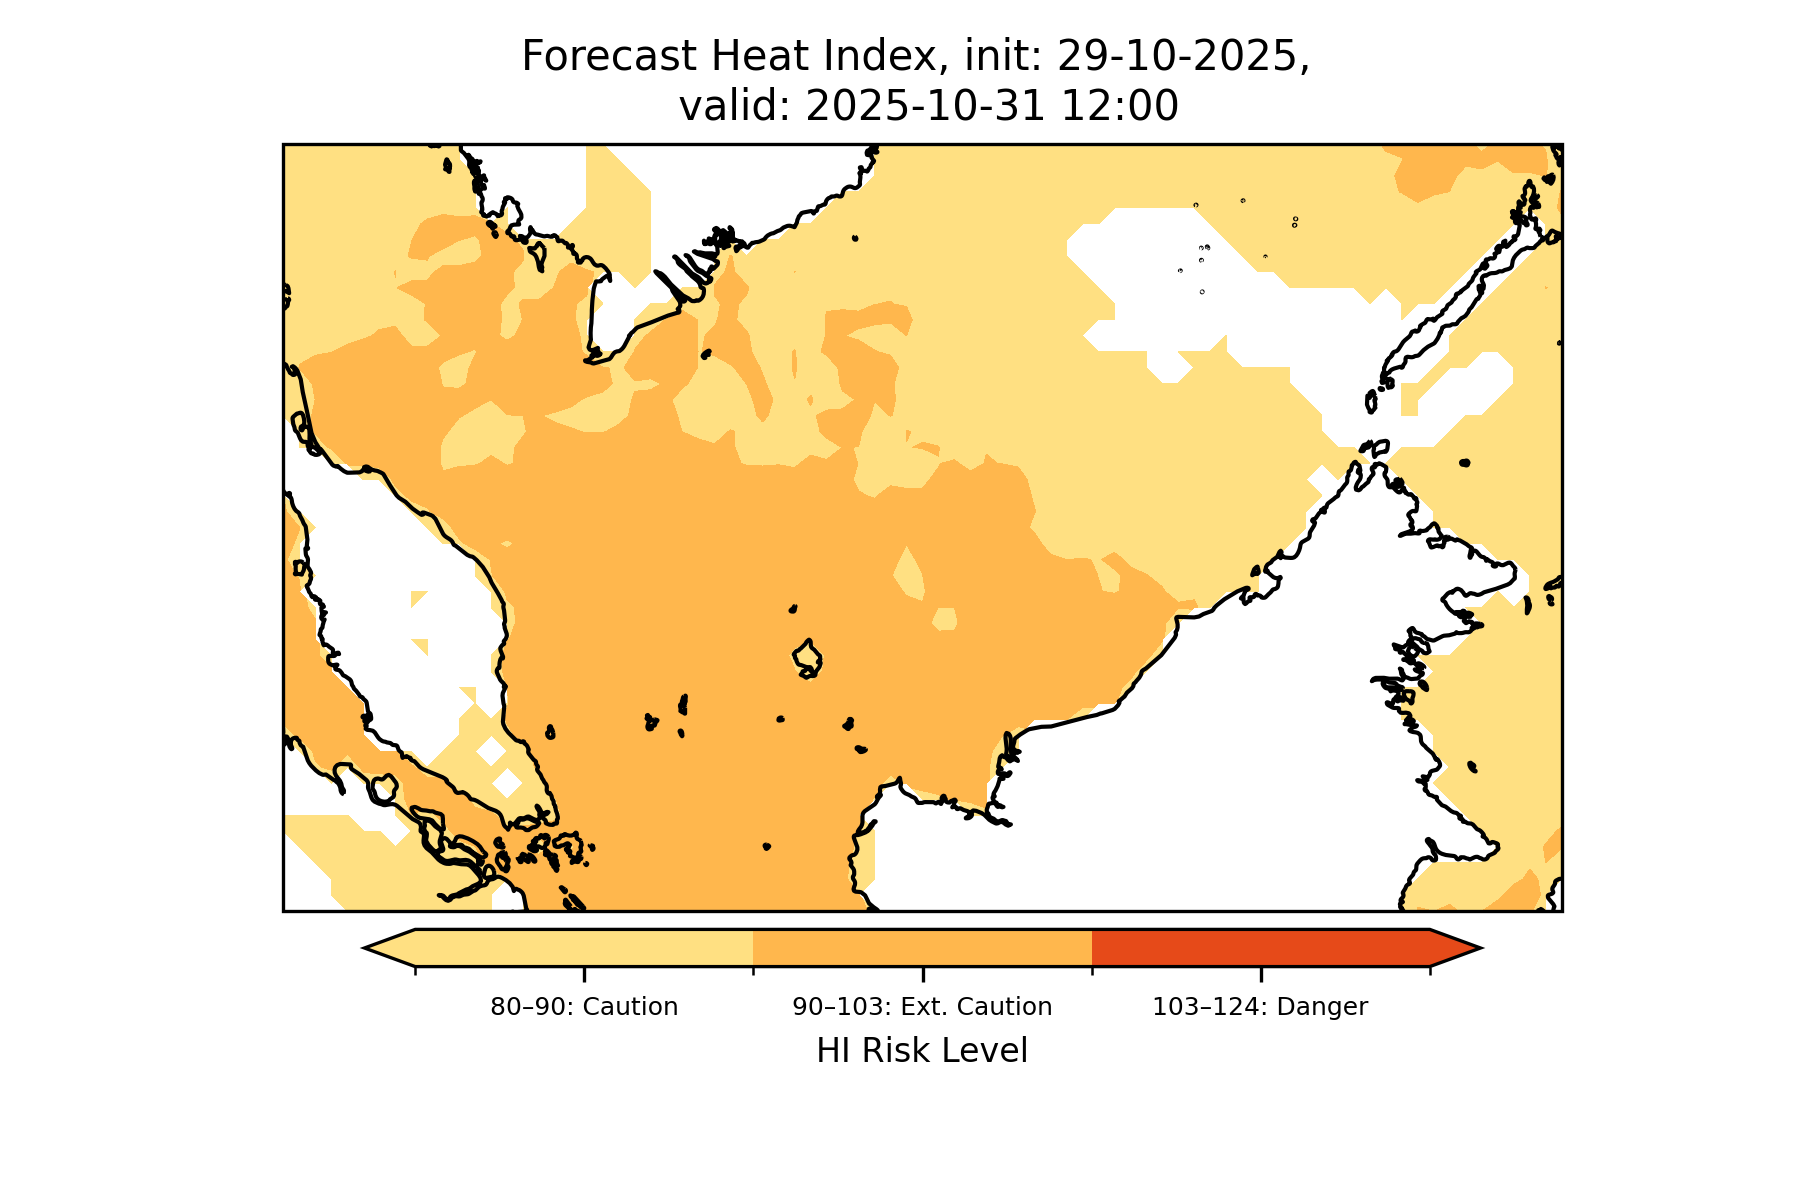 Forecast Heat Index, init: 29-10-2025,
valid: 2025-10-31 12:00
80–90: Caution
90–103: Ext. Caution
103–124: Danger
HI Risk Level